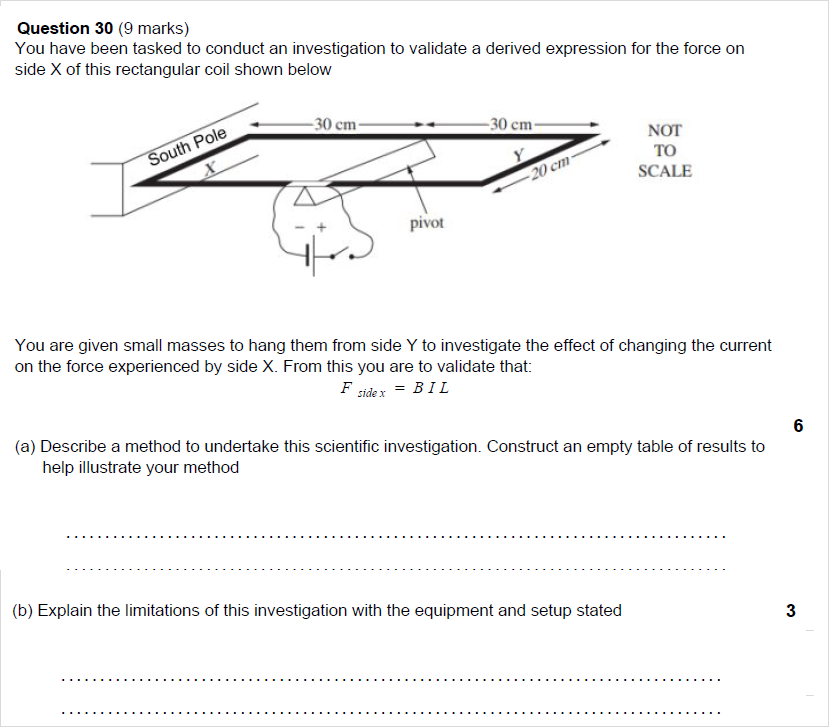 Question 30 (9 marks)
You have been tasked to conduct an investigation to validate a derived expression for the force on
side X of this rectangular coil shown below
30 cm
30 cm
NOT
TO
SCALE
South Pole
X
Y
20 cm
pivot
- +
You are given small masses to hang them from side Y to investigate the effect of changing the current
on the force experienced by side X. From this you are to validate that:
F side x = B I L
6
(a) Describe a method to undertake this scientific investigation. Construct an empty table of results to
help illustrate your method
(b) Explain the limitations of this investigation with the equipment and setup stated
3